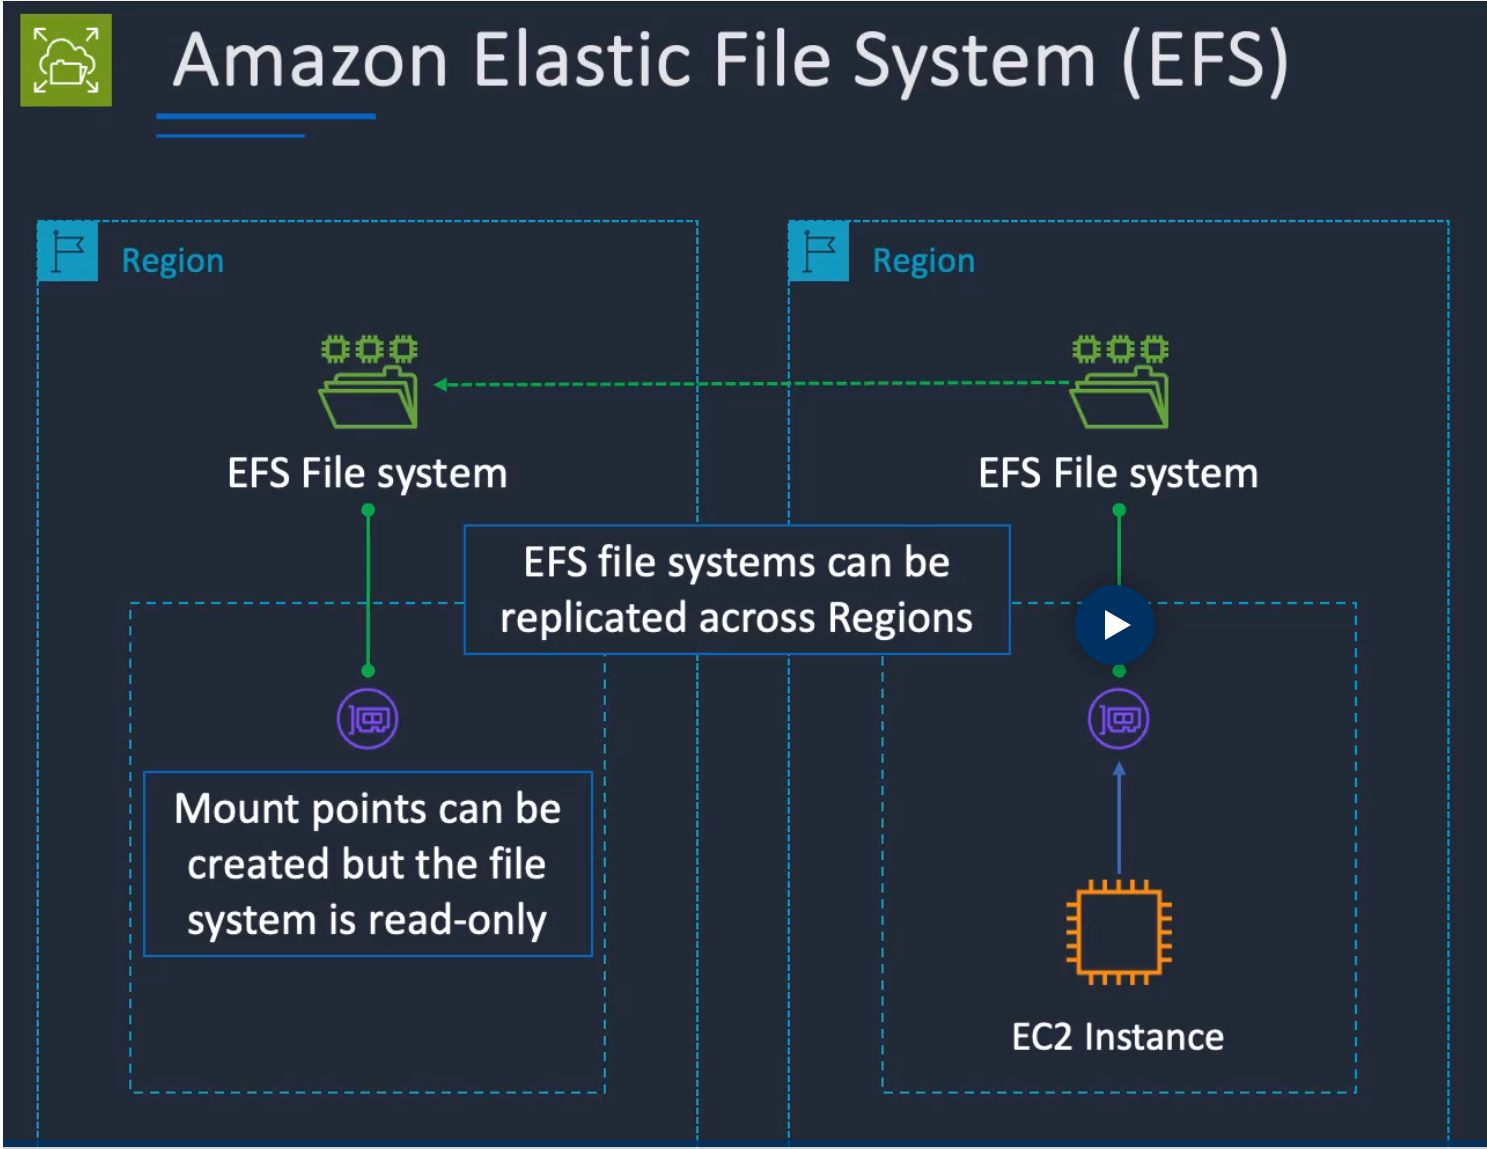 Amazon Elastic File System (EFS)
Region
Region
EFS File system
EFS File system
EFS file systems can be
replicated across Regions
Mount points can be
created but the file
system is read-only
EC2 Instance